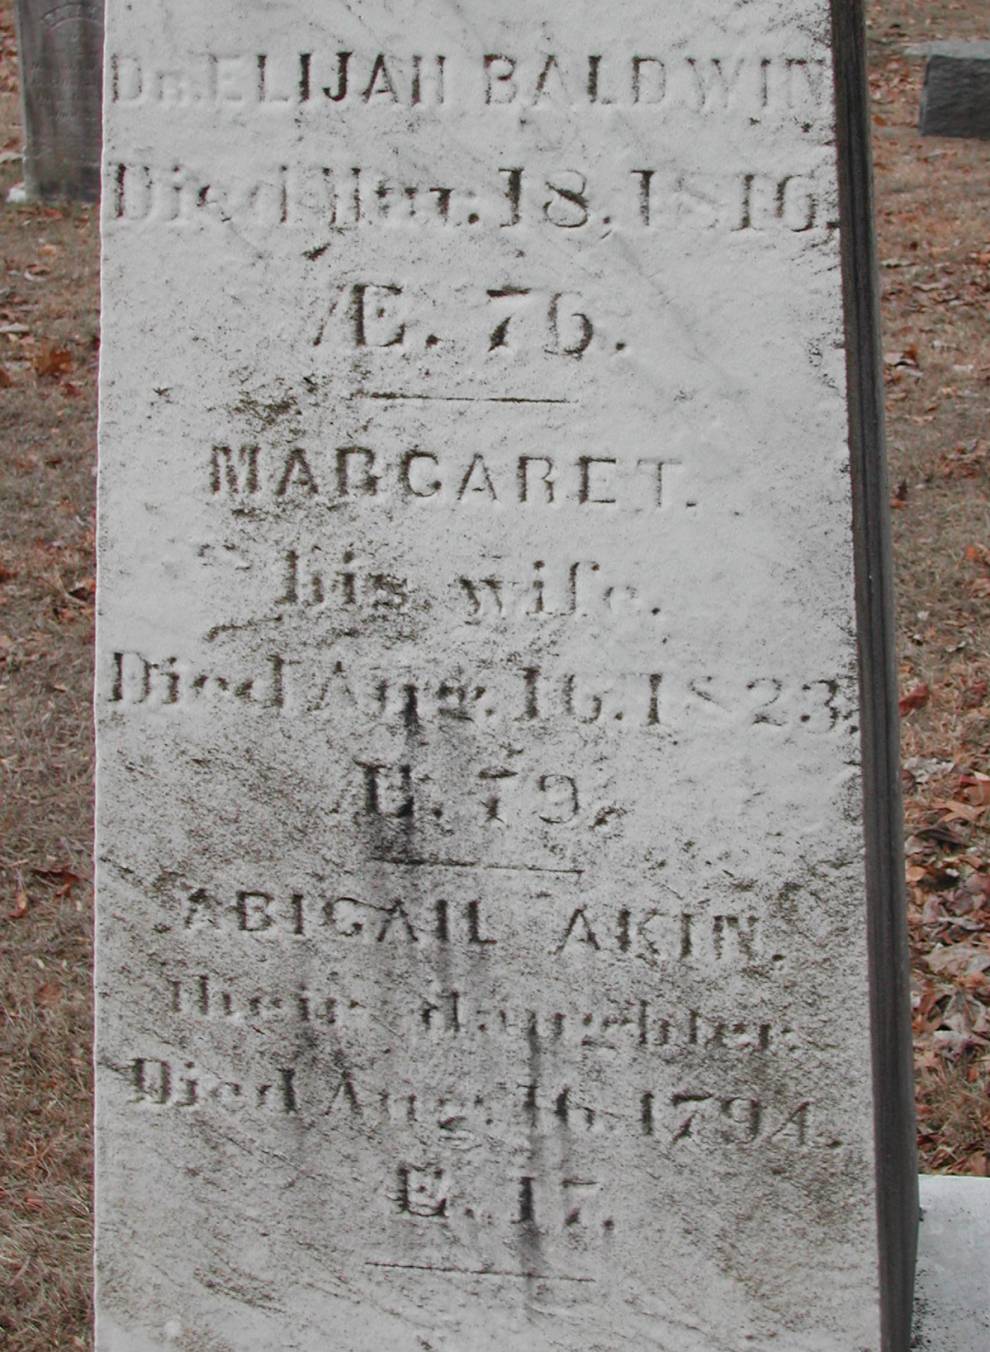 DR. ELIJAH BALDWIN
Died Mar. 18, 1816.
Æ. 76.
MARGARET.
his wife.
Died Aug. 16. 1823.
Æ. 79.
ABIGAIL AKIN.
their daughter.
Died Aug. 16. 1794.
Æ. 17.